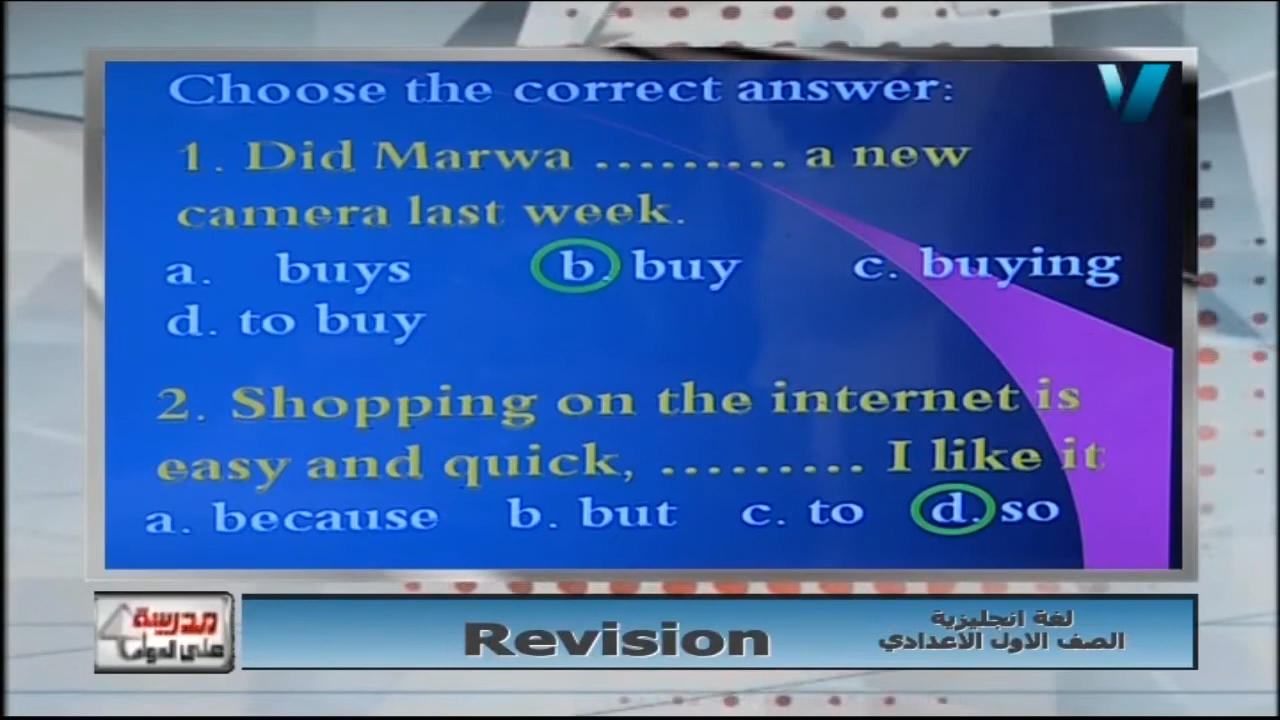 Choose the correct answer:
1. Did Marwa ......... a new
camera last week.
a. buys b. buy c. buying
d. to buy
2. Shopping on the internet is
easy and quick, ......... I like it
a. because b. but c. to d. so
مدرسة
على الهواء
Revision
لغة انجليزية
الصف الاول الاعدادي